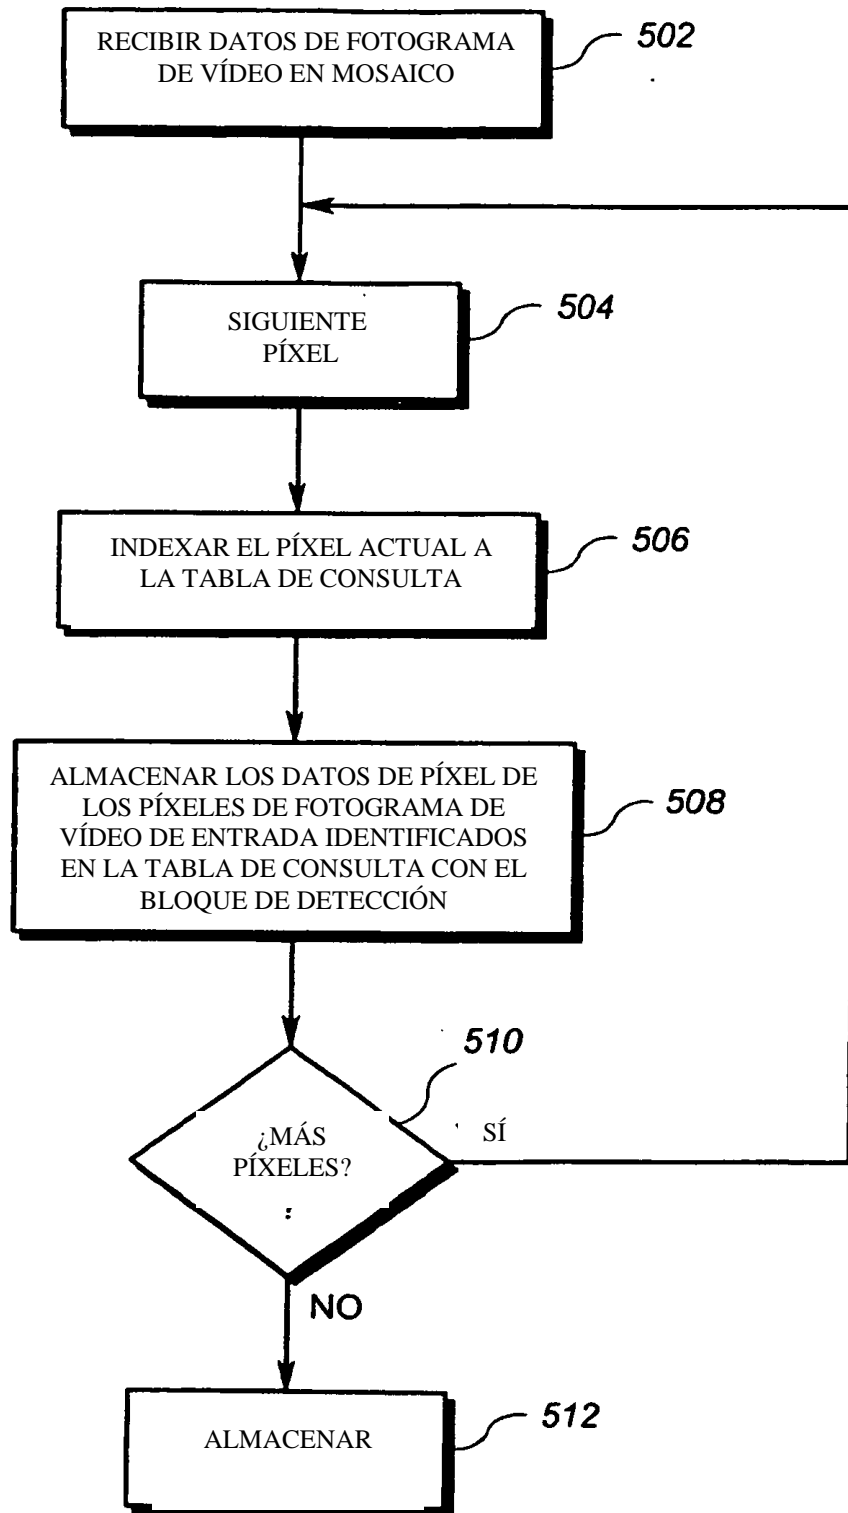 RECIBIR DATOS DE FOTOGRAMA
DE VÍDEO EN MOSAICO
502
SIGUIENTE
PÍXEL
504
INDEXAR EL PÍXEL ACTUAL A
LA TABLA DE CONSULTA
506
ALMACENAR LOS DATOS DE PÍXEL DE
LOS PÍXELES DE FOTOGRAMA DE
VÍDEO DE ENTRADA IDENTIFICADOS
EN LA TABLA DE CONSULTA CON EL
BLOQUE DE DETECCIÓN
508
510
¿MÁS
PÍXELES?
SÍ
NO
ALMACENAR
512